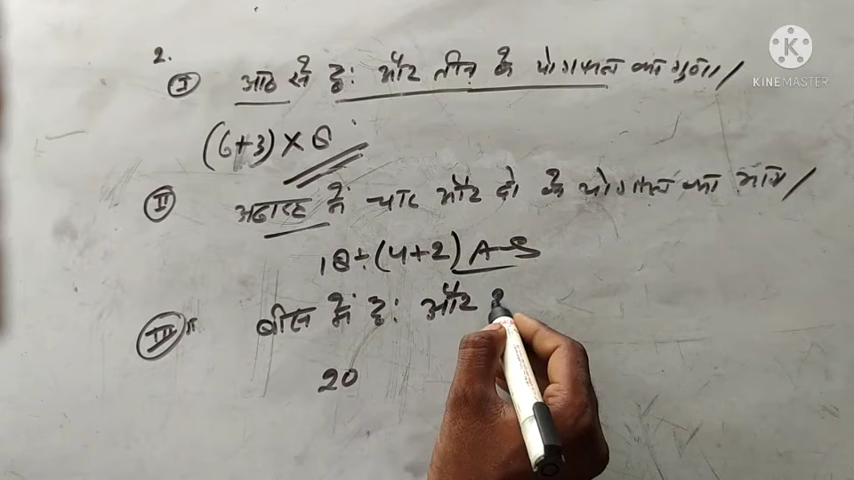 2.
I आठ से छः और तीन के योगफल का गुणा/
(6+3) × 8
II अठारह में चार और दो के योगफल का भाग/
18÷(4+2) Ans
III बीस में छः और
20
K
KINEMASTER